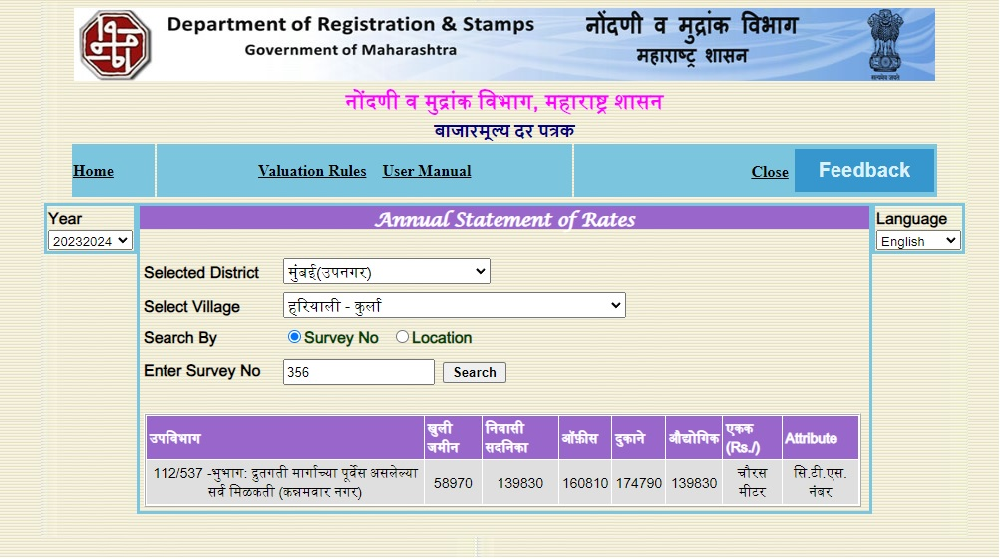 Department of Registration & Stamps
Government of Maharashtra
नोंदणी व मुद्रांक विभाग
महाराष्ट्र शासन
नोंदणी व मुद्रांक विभाग, महाराष्ट्र शासन
बाजारमूल्य दर पत्रक
Home Valuation Rules User Manual Close Feedback
Year
20232024
Annual Statement of Rates
Language
English
Selected District मुंबई(उपनगर)
Select Village हरियाली - कुर्ला
Search By Survey No Location
Enter Survey No 356 Search
उपविभाग खुली जमीन निवासी सदनिका ऑफ़ीस दुकाने औद्योगिक एकक (Rs./) Attribute
112/537 -भुभाग: द्रुतगती मार्गाच्या पूर्वेस असलेल्या सर्व मिळकती (कन्नमवार नगर) 58970 139830 160810 174790 139830 चौरस मीटर सि.टी.एस. नंबर